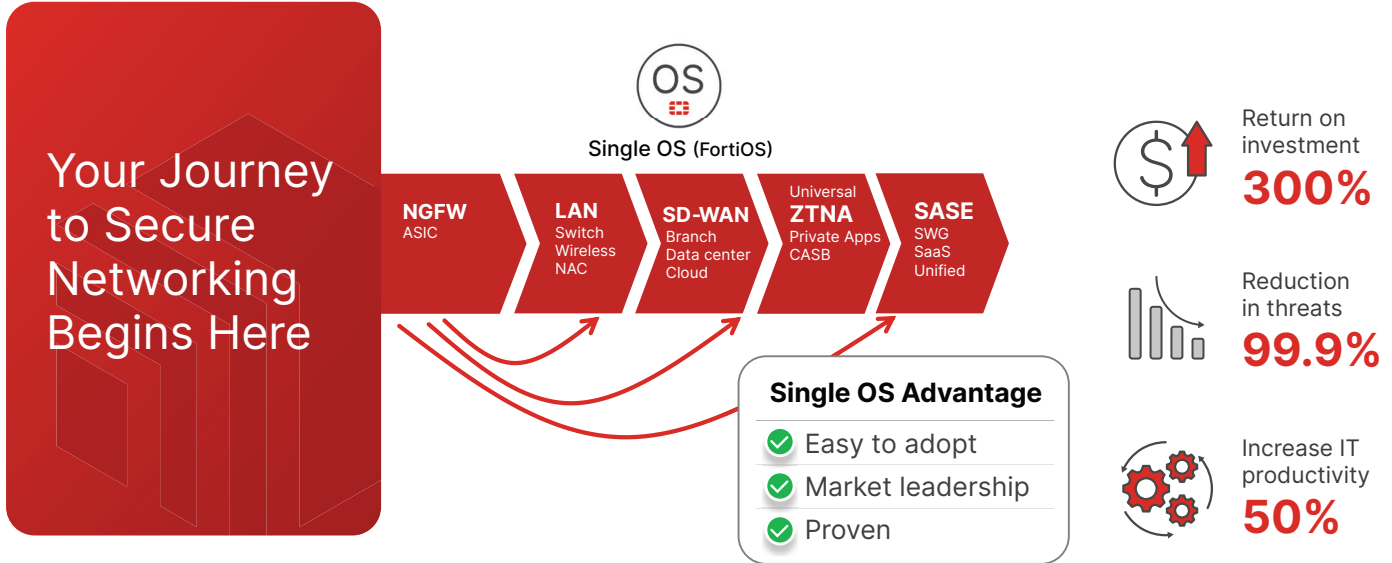 Your Journey
to Secure
Networking
Begins Here
OS
Single OS (FortiOS)
NGFW
ASIC
LAN
Switch
Wireless
NAC
SD-WAN
Branch
Data center
Cloud
Universal
ZTNA
Private Apps
CASB
SASE
SWG
SaaS
Unified
Single OS Advantage
Easy to adopt
Market leadership
Proven
$
Return on
investment
300%
Reduction
in threats
99.9%
Increase IT
productivity
50%